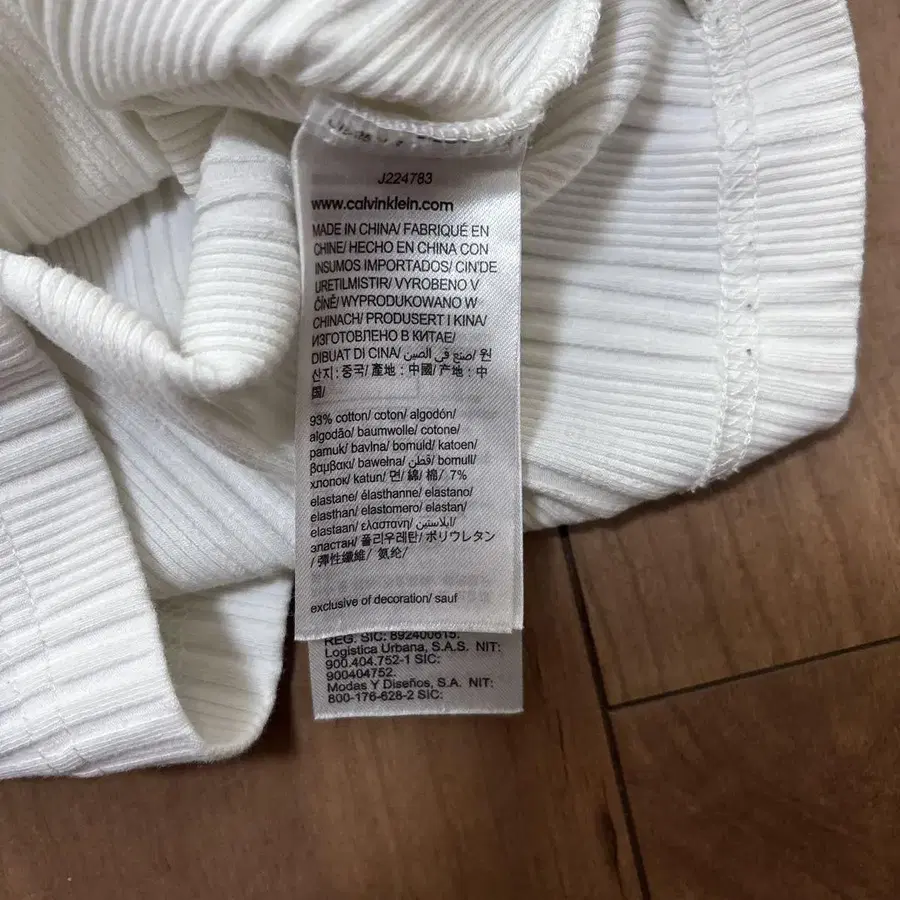 J224783
www.calvinklein.com
MADE IN CHINA/ FABRIQUÉ EN
CHINE/ HECHO EN CHINA CON
INSUMOS IMPORTADOS/ CIN'DE
URETILMISTIR/ VYROBENO V
ČÍNĚ/ WYPRODUKOWANO W
CHINACH/ PRODUSERT I KINA/
ИЗГОТОВЛЕНО В КИТАЕ/
DIBUAT DI CINA/ صنع في الصين/ 원
산지 : 중국/ 產地 : 中國/ 产地 : 中
国/
93% cotton/ coton/ algodón/
algodão/ baumwolle/ cotone/
pamuk/ bavlna/ bomuld/ katoen/
βαμβακι/ bawełna/ قطن/ bomull/
хлопок/ katun/ 면/ 綿/ 棉/ 7%
elastane/ élasthanne/ elastano/
elasthan/ elastomero/ elastan/
elastaan/ ελαστανη/ ايلاستين/
эластан/ 폴리우레탄/ ポリウレタン
/ 彈性纖維/ 氨纶/
exclusive of decoration/ sauf
REG. SIC: 892400615.
Logística Urbana, S.A.S. NIT:
900.404.752-1 SIC:
900404752.
Modas Y Diseños, S.A. NIT:
800-176-628-2 SIC: